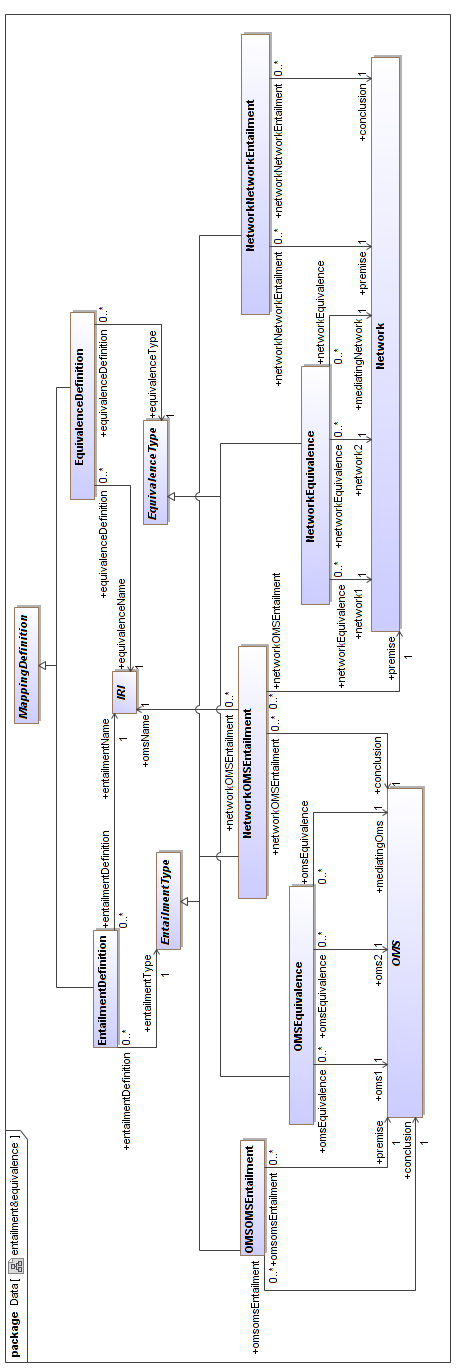 package Data [ entailment&equivalence ]
MappingDefinition
EntailmentDefinition
EquivalenceDefinition
+entailmentDefinition
0..*
+entailmentName
1
+entailmentDefinition
0..*
+entailmentType
1
IRI
+equivalenceDefinition
0..*
+equivalenceName
1
+equivalenceDefinition
0..*
+equivalenceType
1
EntailmentType
EquivalenceType
+omsName
1
+networkOMSEntailment
0..*
OMSOMSEntailment
NetworkOMSEntailment
NetworkNetworkEntailment
OMSEquivalence
NetworkEquivalence
+omsomsEntailment
0..*
+omsomsEntailment
0..*
+premise
1
+conclusion
1
+omsEquivalence
0..*
+oms1
1
+omsEquivalence
0..*
+oms2
1
+omsEquivalence
0..*
+mediatingOms
1
+networkOMSEntailment
0..*
+conclusion
1
+networkOMSEntailment
0..*
+premise
1
+networkEquivalence
0..*
+network1
1
+networkEquivalence
0..*
+network2
1
+networkEquivalence
0..*
+mediatingNetwork
1
+networkNetworkEntailment
0..*
+premise
1
+networkNetworkEntailment
0..*
+conclusion
1
OMS
Network